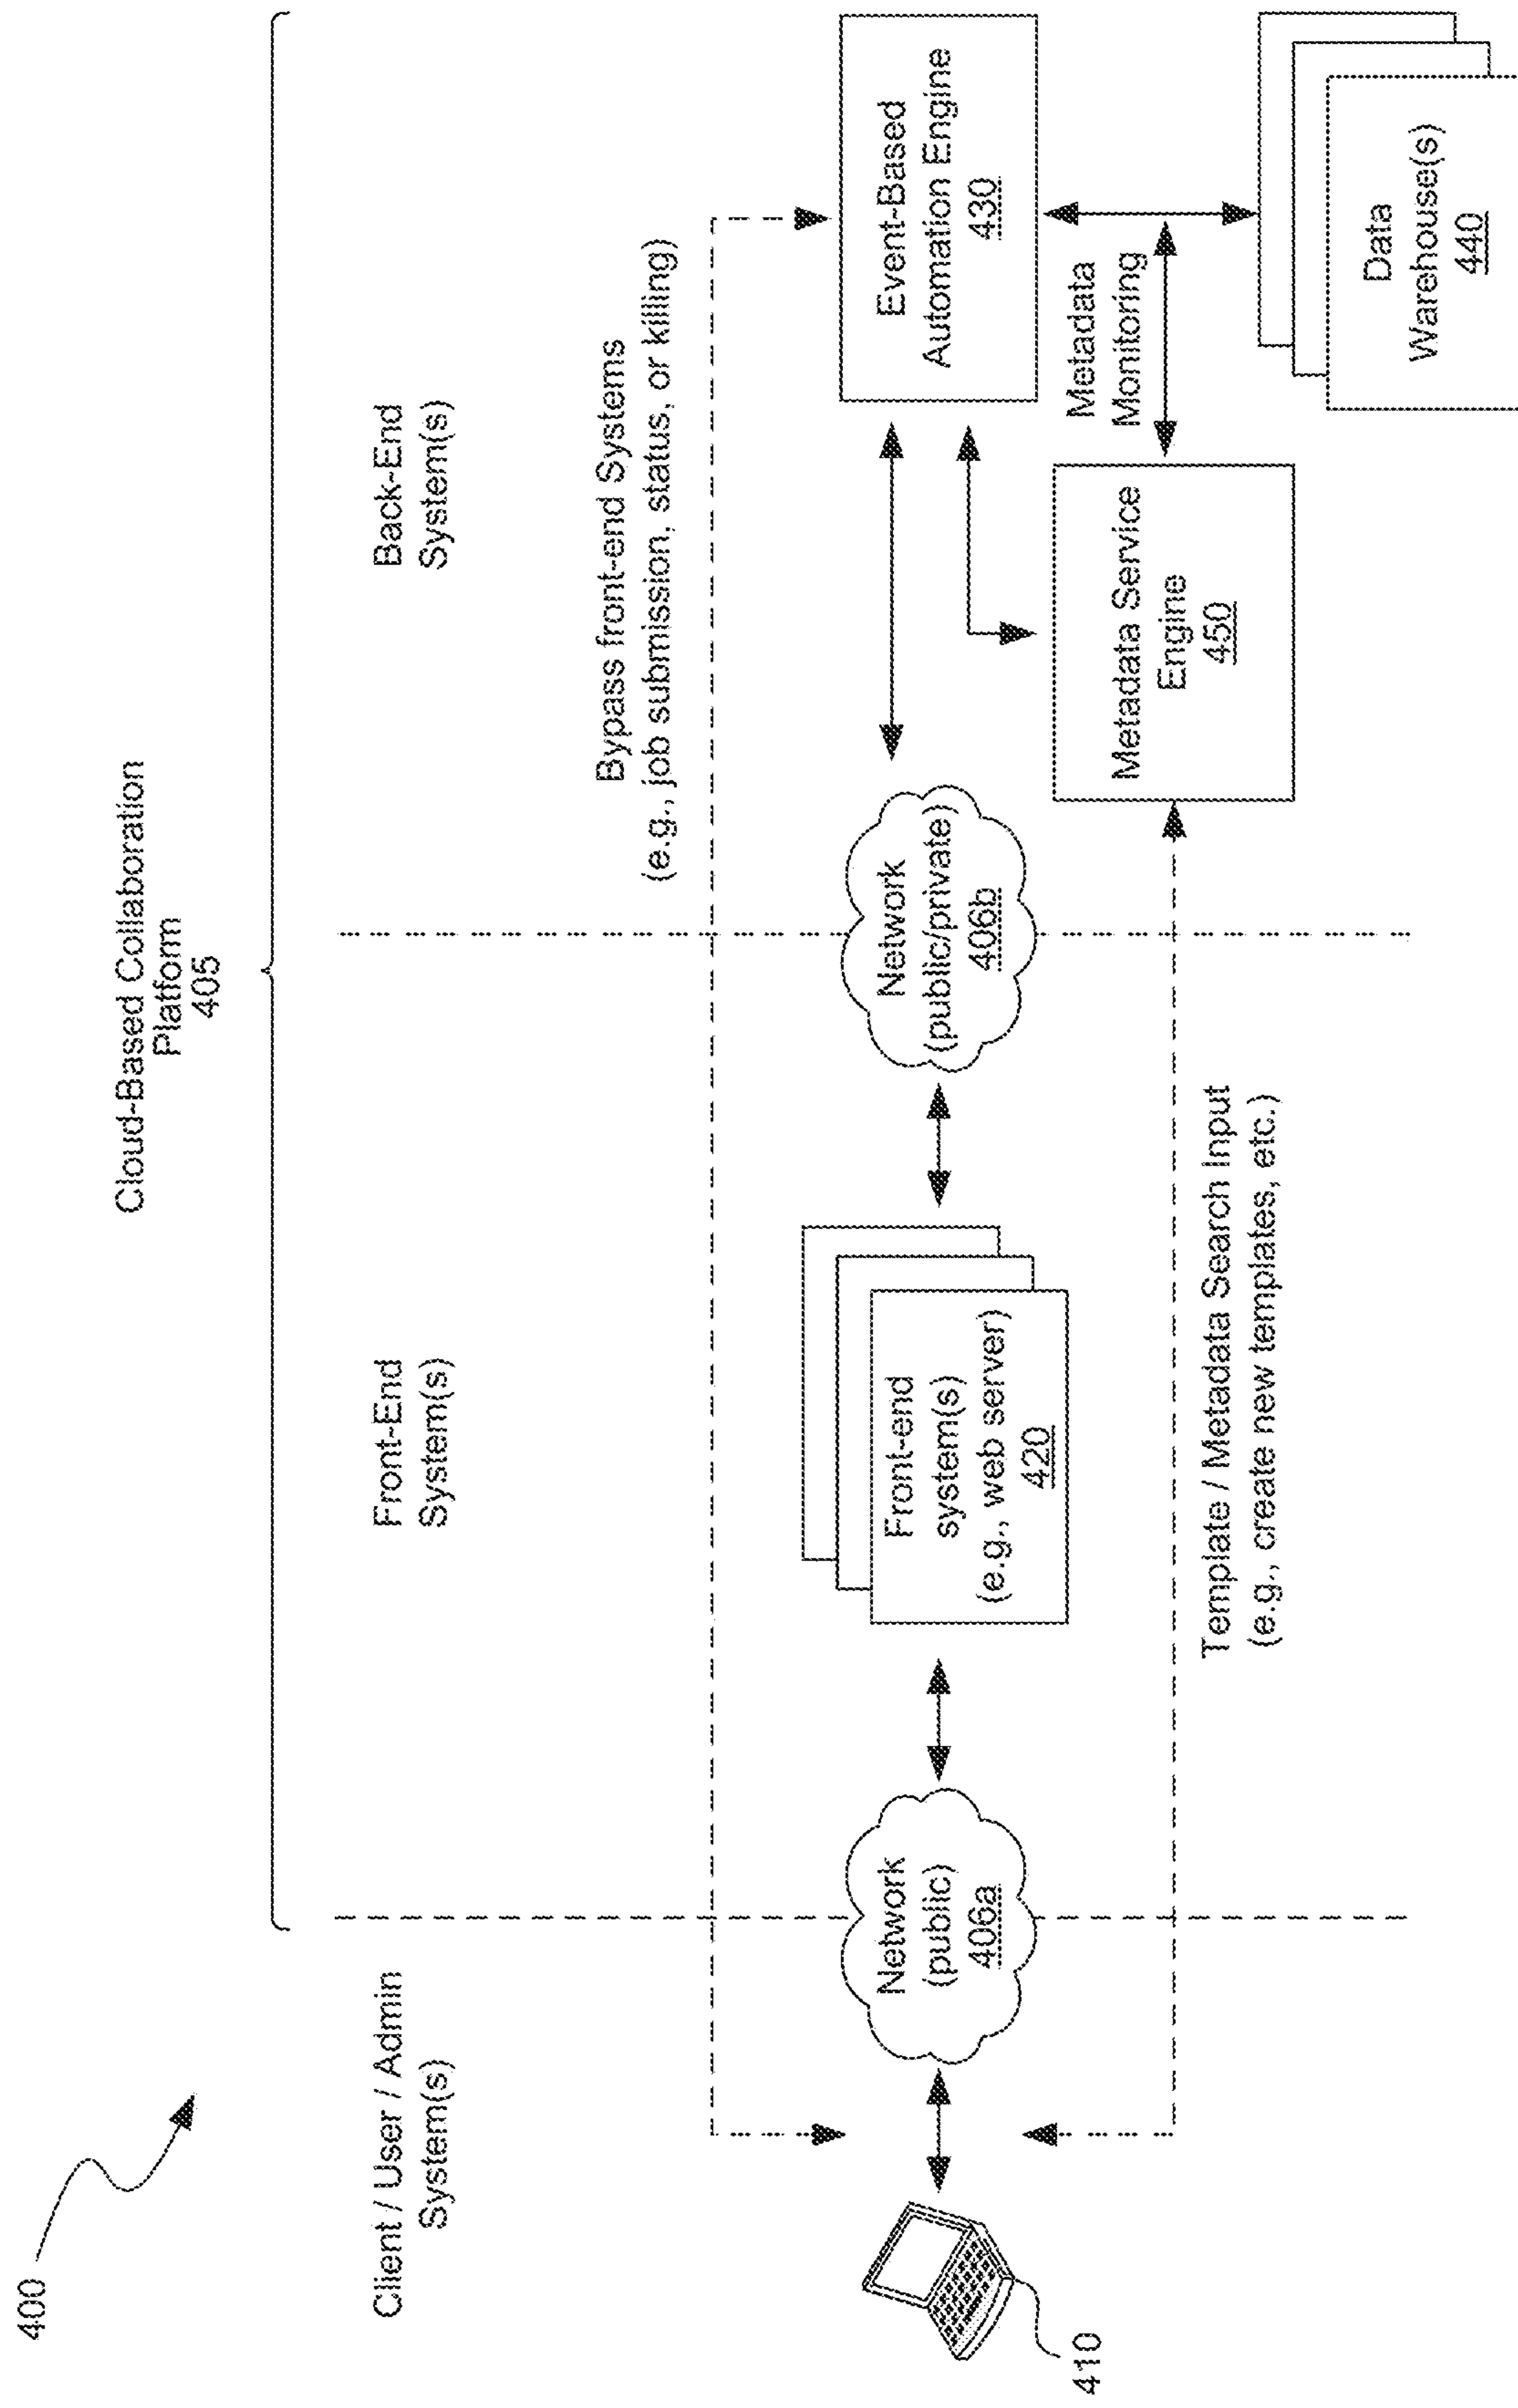 400
Cloud-Based Collaboration
Platform
405
Client / User / Admin
System(s)
Front-End
System(s)
Back-End
System(s)
Bypass front-end Systems
(e.g., job submission, status, or killing)
410
Network
(public)
406a
Front-end
system(s)
(e.g., web server)
420
Network
(public/private)
406b
Event-Based
Automation Engine
430
Metadata
Monitoring
Metadata Service
Engine
450
Data
Warehouse(s)
440
Template / Metadata Search Input
(e.g., create new templates, etc.)